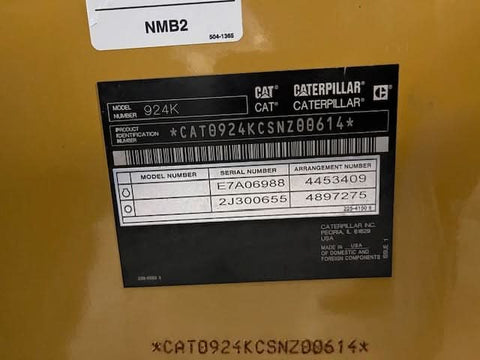 NMB2
504-1365
CAT CATERPILLAR C
CAT® CATERPILLAR®
MODEL NUMBER 924K
PRODUCT IDENTIFICATION NUMBER *CAT0924KCSNZ00614*
MODEL NUMBER SERIAL NUMBER ARRANGEMENT NUMBER
E7A06988 4453409
2J300655 4897275
CATERPILLAR INC.
PEORIA, IL 61629
USA
MADE IN USA
OF DOMESTIC AND
FOREIGN COMPONENTS
ISSUE 1
*CAT0924KCSNZ00614*